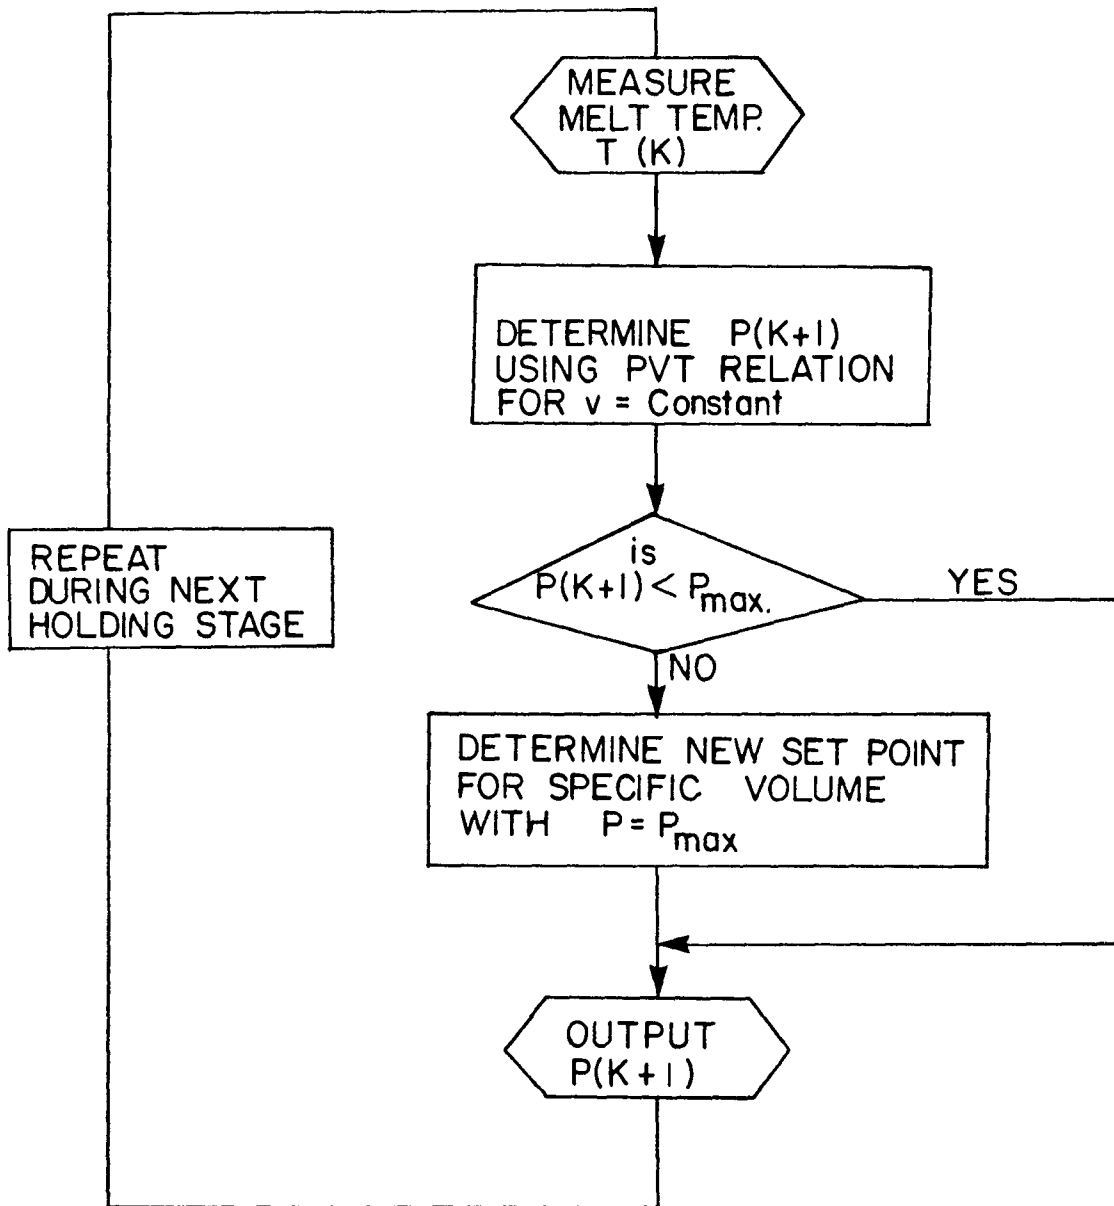 MEASURE
MELT TEMP.
T (K)
DETERMINE P(K+1)
USING PVT RELATION
FOR v = Constant
is
P(K+1) < Pmax.
YES
NO
REPEAT
DURING NEXT
HOLDING STAGE
DETERMINE NEW SET POINT
FOR SPECIFIC VOLUME
WITH P = Pmax
OUTPUT
P(K+1)